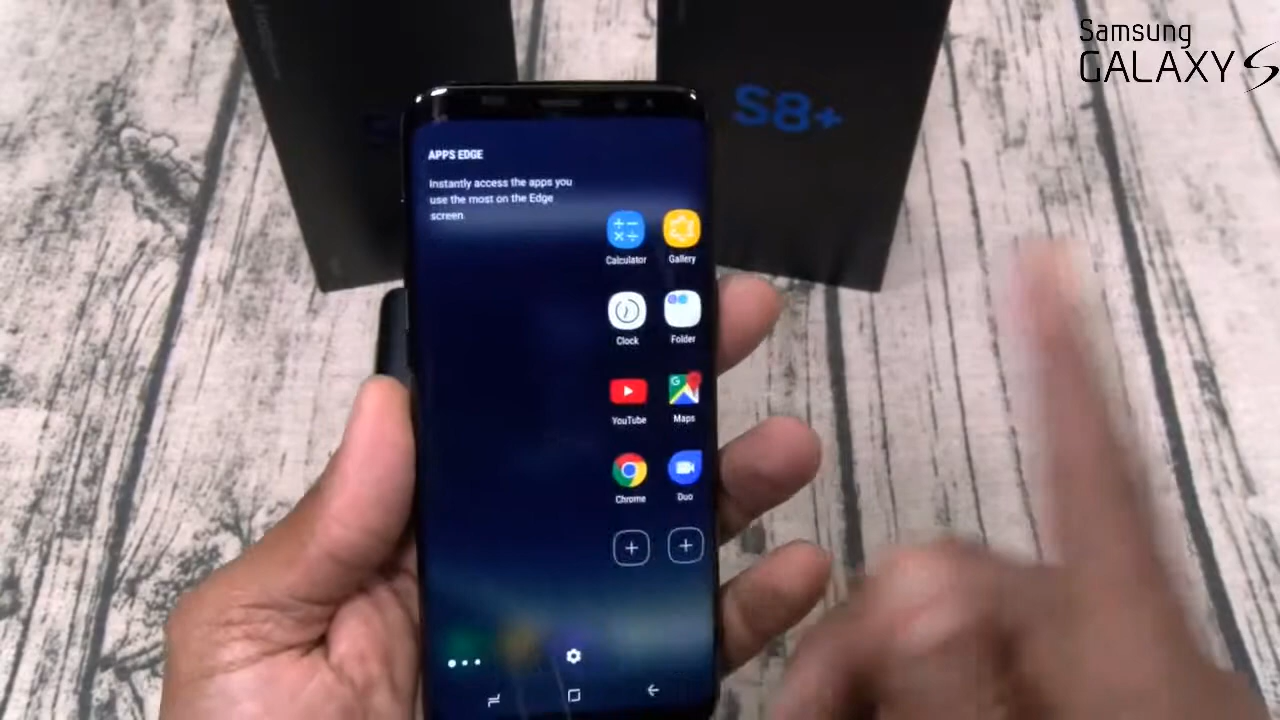 Samsung
GALAXY S
S8+
APPS EDGE
Instantly access the apps you
use the most on the Edge
screen.
Calculator
Gallery
Clock
Folder
YouTube
Maps
Chrome
Duo